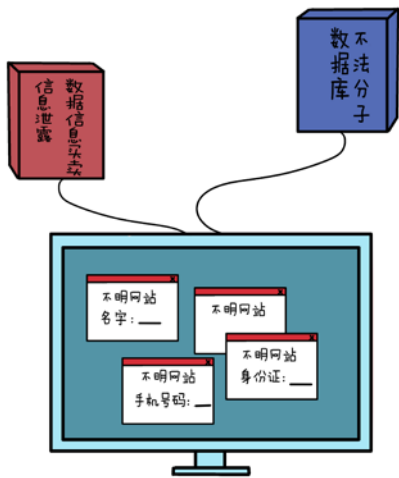 数据信息买卖
信息泄露
不法分子
数据库
不明网站
名字:
不明网站
不明网站
身份证:
不明网站
手机号码: